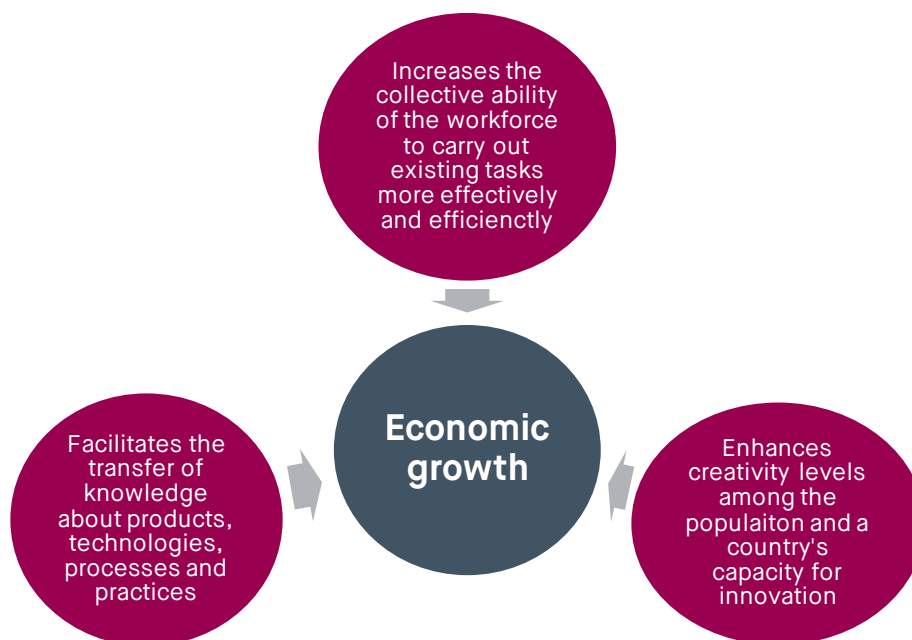 Increases the
collective ability
of the workforce
to carry out
existing tasks
more effectively
and efficienctly
Economic
growth
Facilitates the
transfer of
knowledge
about products,
technologies,
processes and
practices
Enhances
creativity levels
among the
populaiton and a
country's
capacity for
innovation